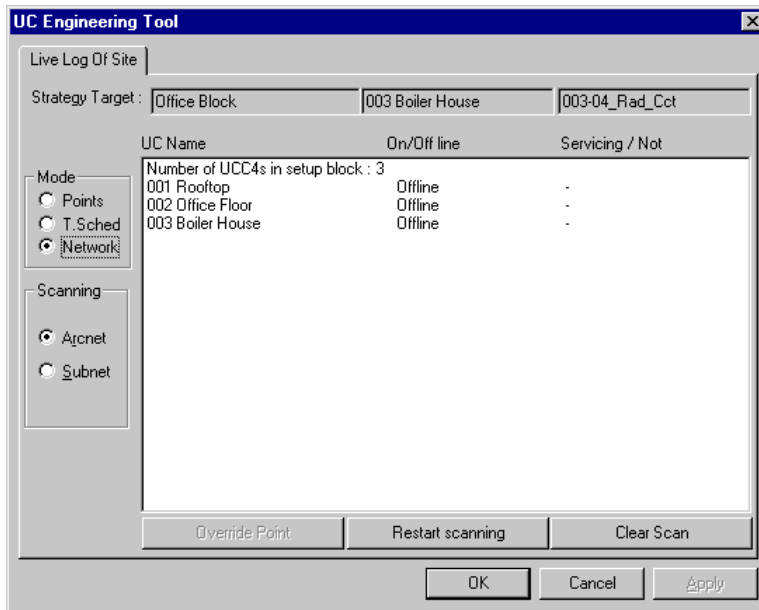 UC Engineering Tool
Live Log Of Site
Strategy Target : Office Block 003 Boiler House 003-04_Rad_Cct
UC Name On/Off line Servicing / Not
Number of UCC4s in setup block : 3
001 Rooftop Offline -
002 Office Floor Offline -
003 Boiler House Offline -
Mode
Points
T.Sched
Network
Scanning
Arcnet
Subnet
Override Point Restart scanning Clear Scan
OK Cancel Apply